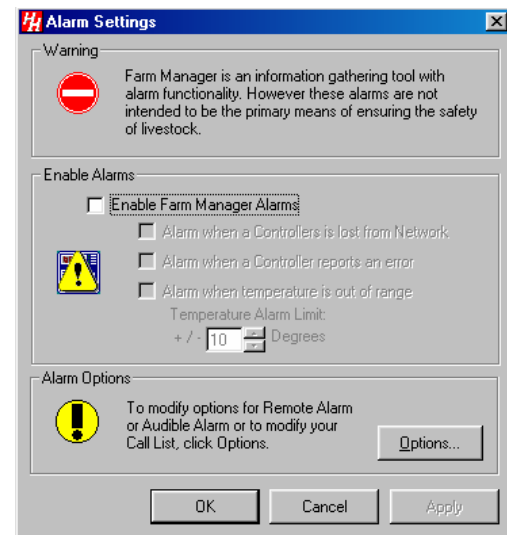 HH Alarm Settings
Warning
Farm Manager is an information gathering tool with
alarm functionality. However these alarms are not
intended to be the primary means of ensuring the safety
of livestock.
Enable Alarms
Enable Farm Manager Alarms
Alarm when a Controllers is lost from Network
Alarm when a Controller reports an error
Alarm when temperature is out of range
Temperature Alarm Limit:
+ / - 10 Degrees
Alarm Options
To modify options for Remote Alarm
or Audible Alarm or to modify your
Call List, click Options.
Options...
OK Cancel Apply